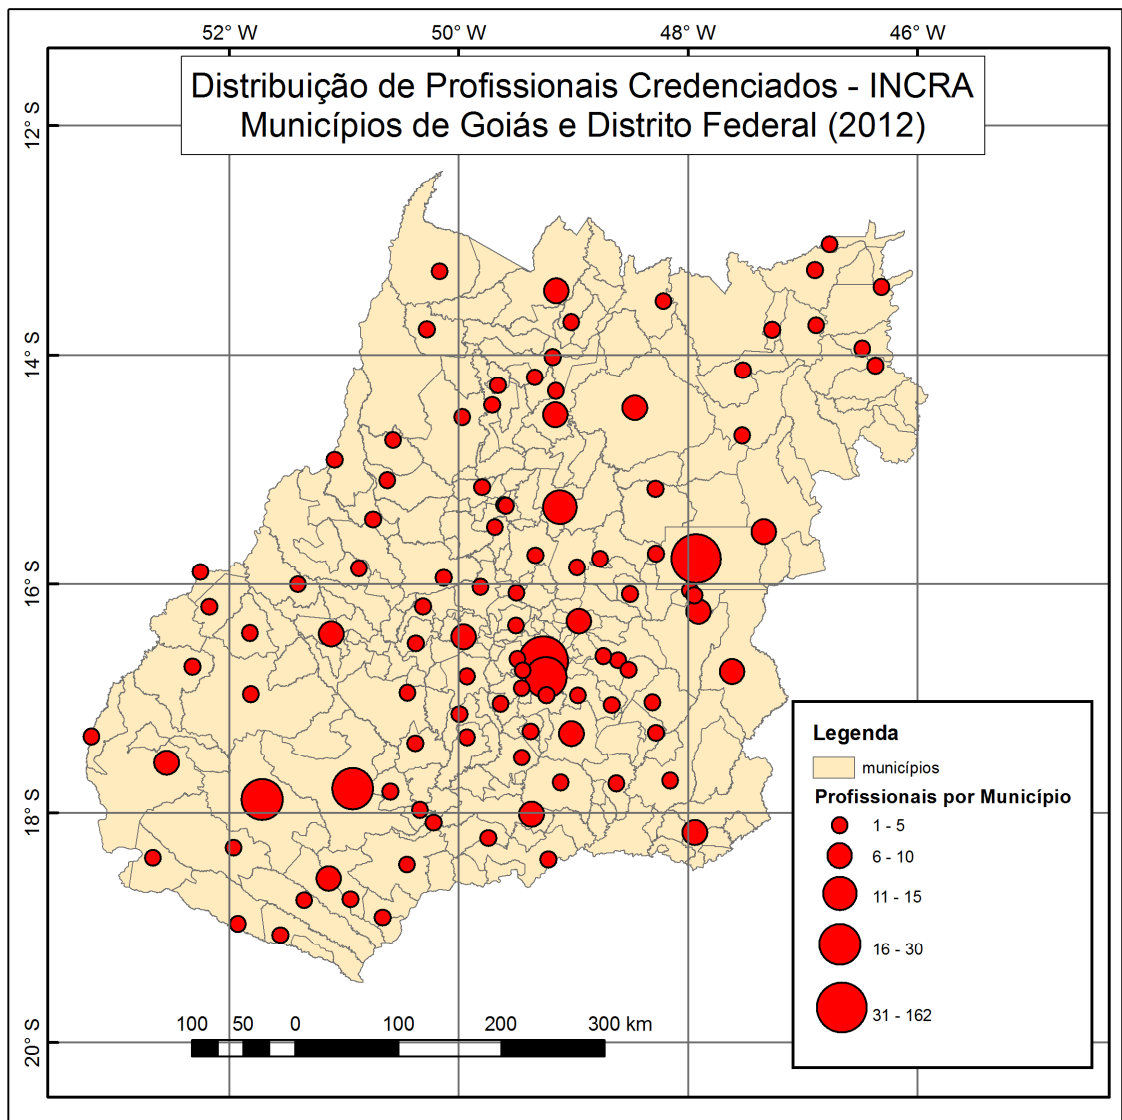 52° W
50° W
48° W
46° W
Distribuição de Profissionais Credenciados - INCRA
Municípios de Goiás e Distrito Federal (2012)
12° S
14° S
16° S
18° S
20° S
Legenda
municípios
Profissionais por Município
1 - 5
6 - 10
11 - 15
16 - 30
31 - 162
100 50 0 100 200 300 km